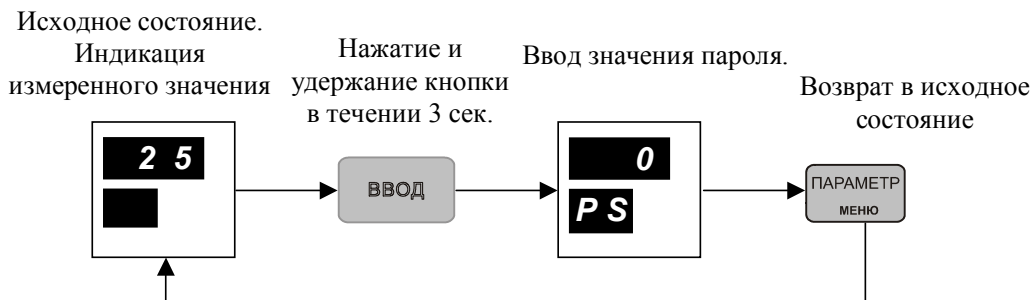 Исходное состояние.
Индикация
измеренного значения
Нажатие и
удержание кнопки
в течении 3 сек.
Ввод значения пароля.
Возврат в исходное
состояние
2 5
ВВОД
0
P S
ПАРАМЕТР
МЕНЮ